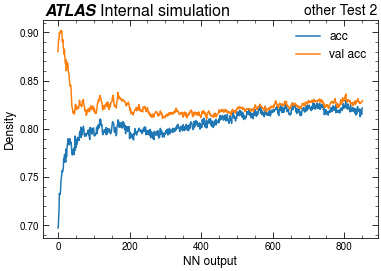 ATLAS Internal simulation other Test 2
acc
val acc
0.90
0.85
0.80
0.75
0.70
Density
0 200 400 600 800
NN output